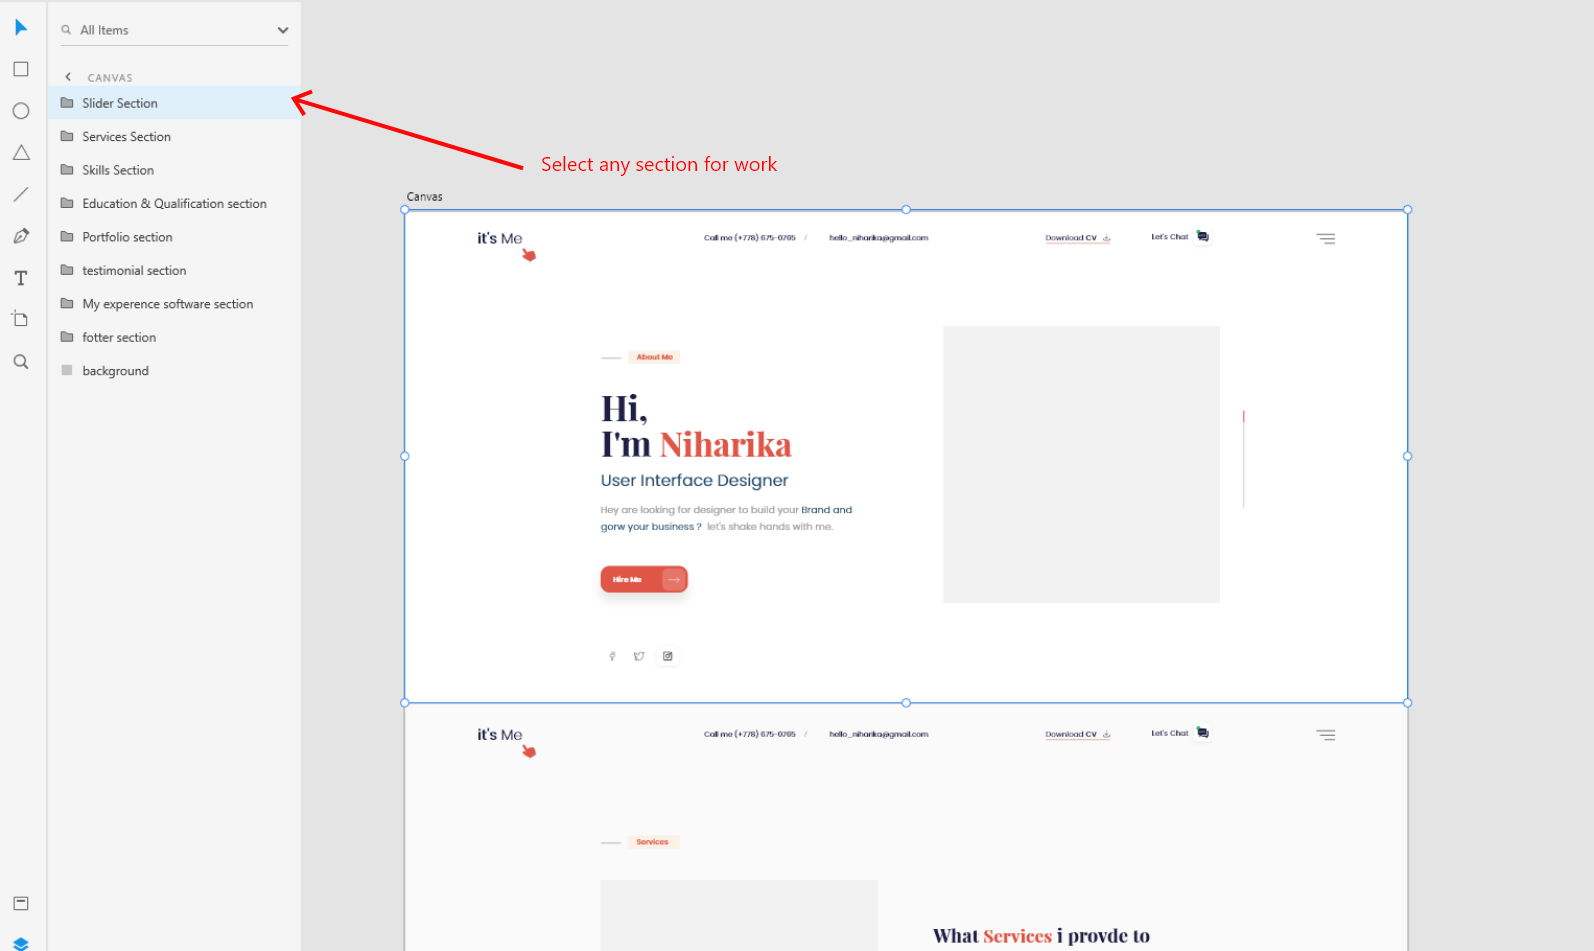 All Items
CANVAS
Slider Section
Services Section
Skills Section
Education & Qualification section
Portfolio section
testimonial section
My experence software section
fotter section
background
Select any section for work
Canvas
it's Me
Call me (+778) 675-0765 / hello_niharika@gmail.com
Download CV
Let's Chat
About Me
Hi,
I'm Niharika
User Interface Designer
Hey are looking for designer to build your Brand and
gorw your business ? let's shake hands with me.
Hire Me
it's Me
Call me (+778) 675-0765 / hello_niharika@gmail.com
Download CV
Let's Chat
Services
What Services i provde to